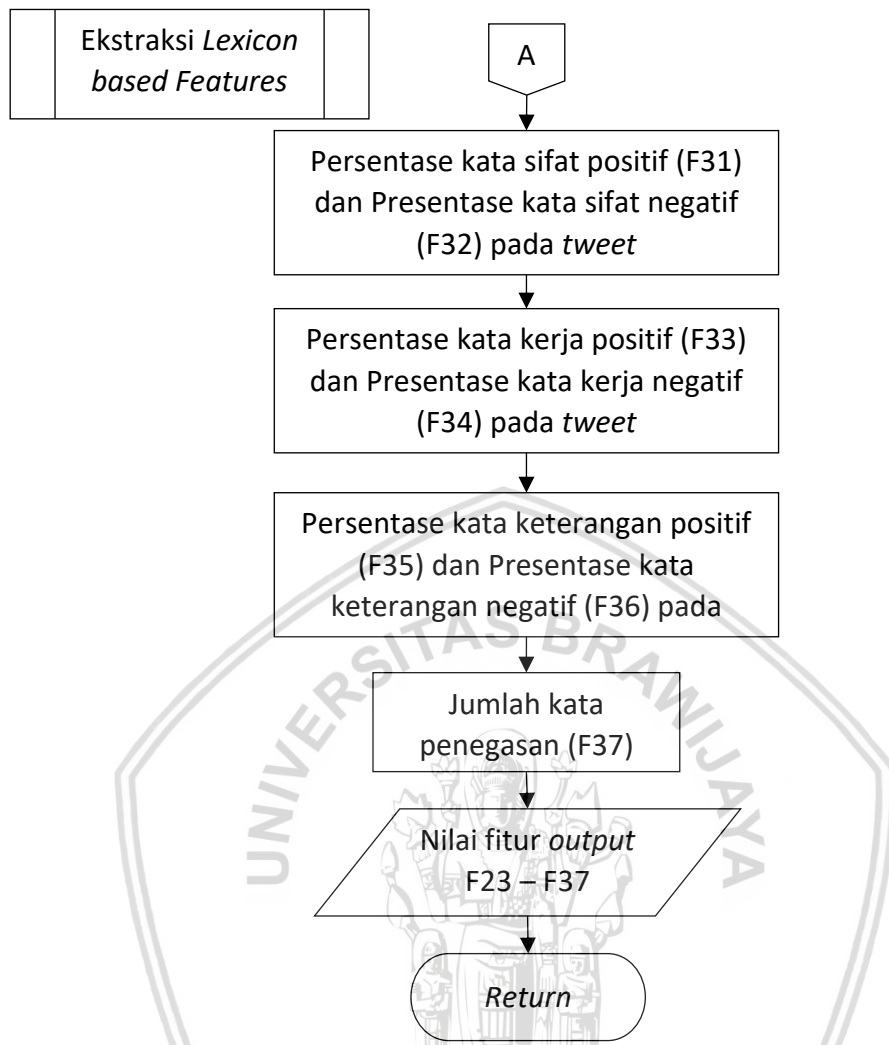 Ekstraksi Lexicon
based Features
A
Persentase kata sifat positif (F31)
dan Presentase kata sifat negatif
(F32) pada tweet
Persentase kata kerja positif (F33)
dan Presentase kata kerja negatif
(F34) pada tweet
Persentase kata keterangan positif
(F35) dan Presentase kata
keterangan negatif (F36) pada
Jumlah kata
penegasan (F37)
Nilai fitur output
F23 – F37
Return
UNIVERSITAS BRAWIJAYA